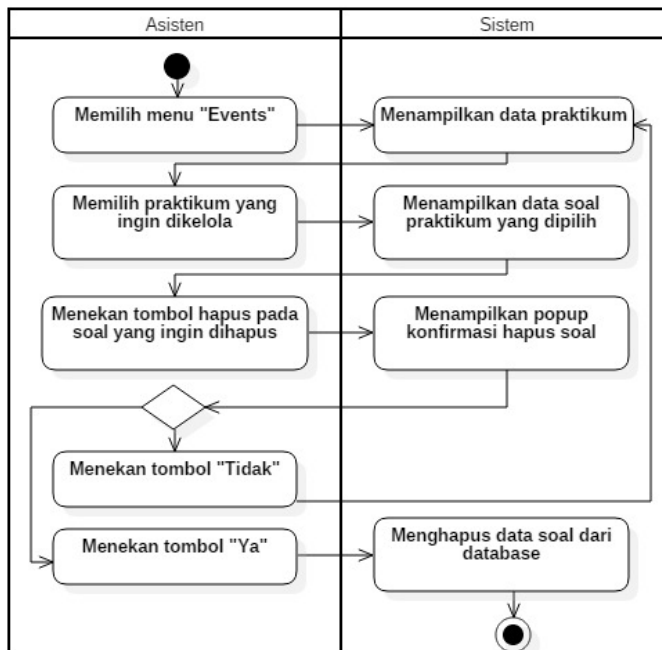 Asisten
Sistem
Memilih menu "Events"
Menampilkan data praktikum
Memilih praktikum yang
ingin dikelola
Menampilkan data soal
praktikum yang dipilih
Menekan tombol hapus pada
soal yang ingin dihapus
Menampilkan popup
konfirmasi hapus soal
Menekan tombol "Tidak"
Menekan tombol "Ya"
Menghapus data soal dari
database